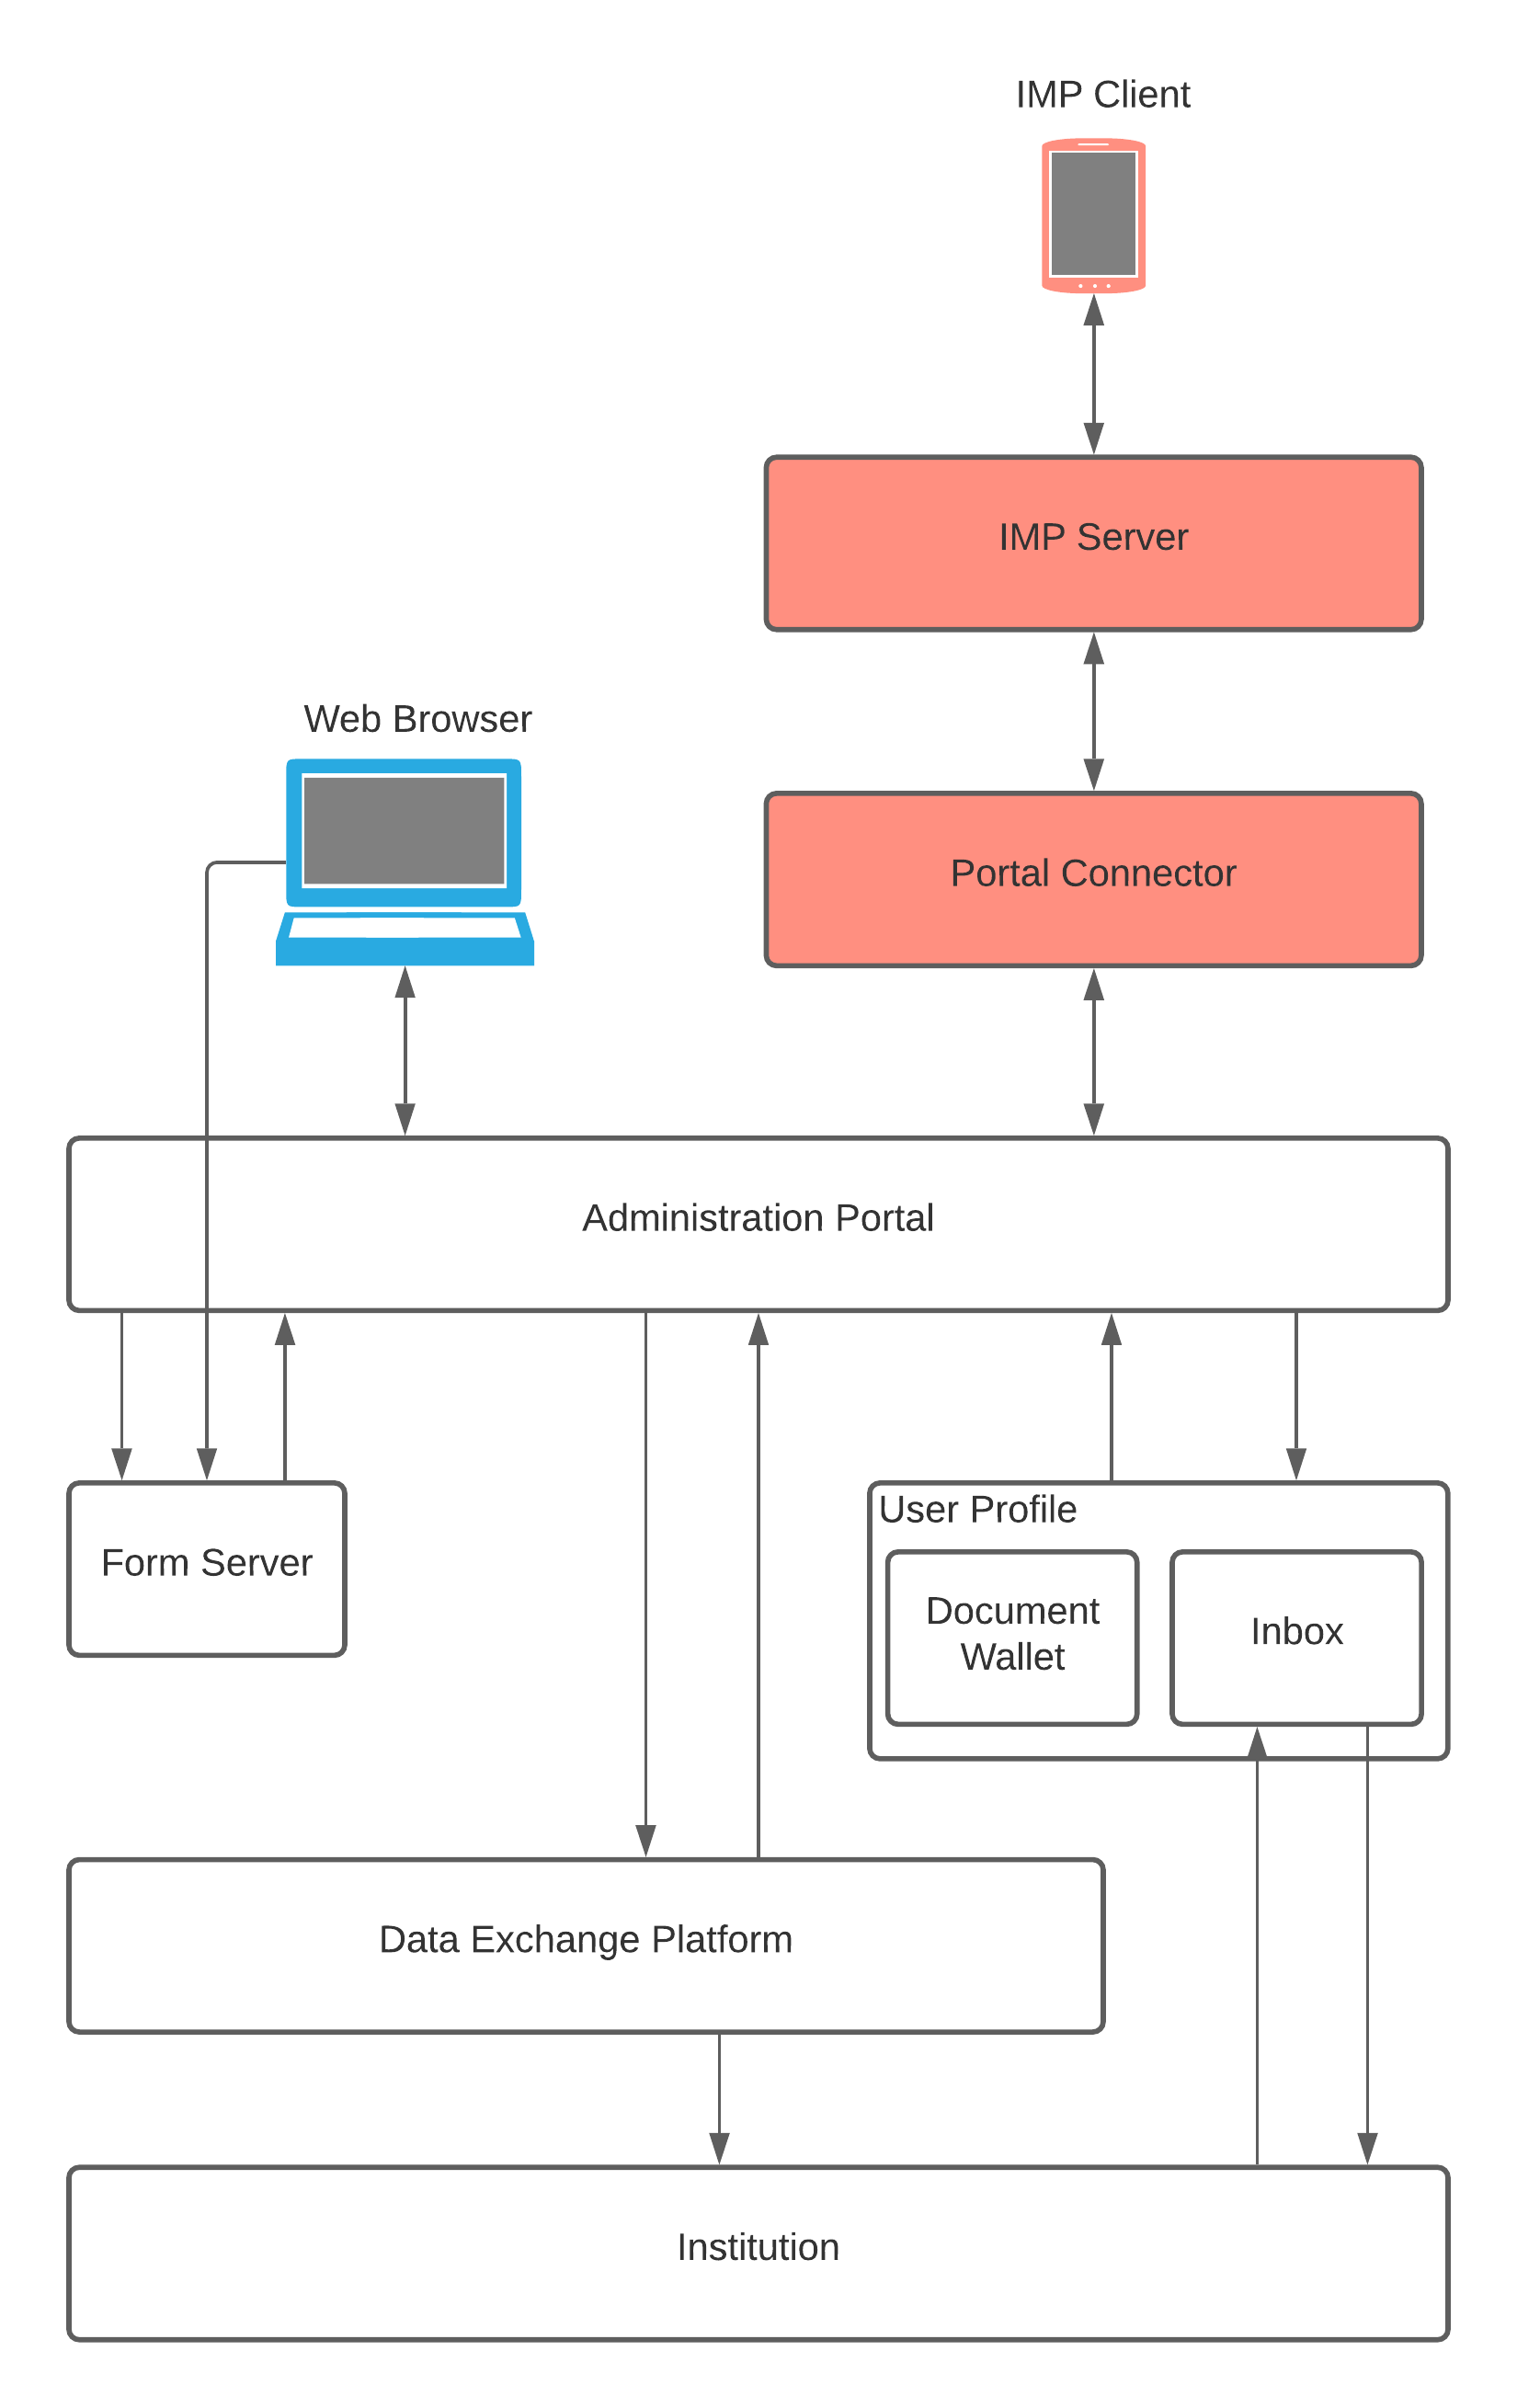 IMP Client
IMP Server
Web Browser
Portal Connector
Administration Portal
Form Server
User Profile
Document
Wallet
Inbox
Data Exchange Platform
Institution